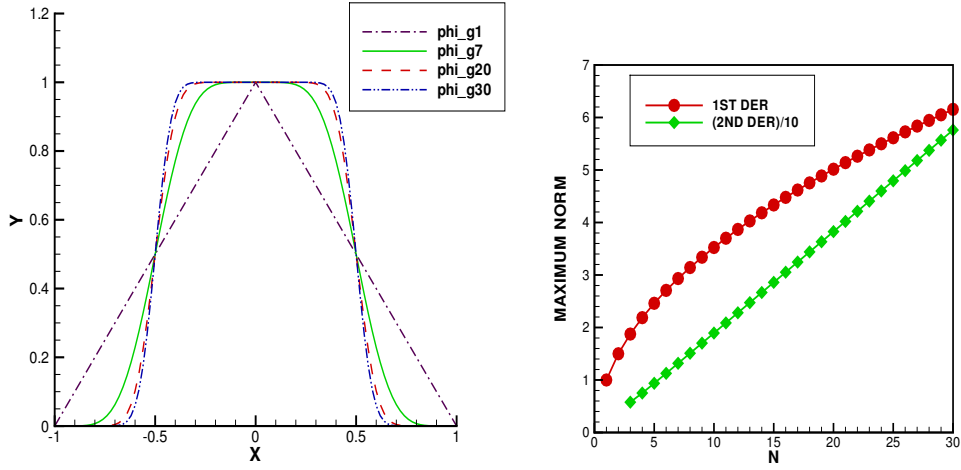 phi_g1
phi_g7
phi_g20
phi_g30
Y
1.2
1
0.8
0.6
0.4
0.2
0
-1
-0.5
0
0.5
1
X
1ST DER
(2ND DER)/10
MAXIMUM NORM
7
6
5
4
3
2
1
0
0
5
10
15
20
25
30
N